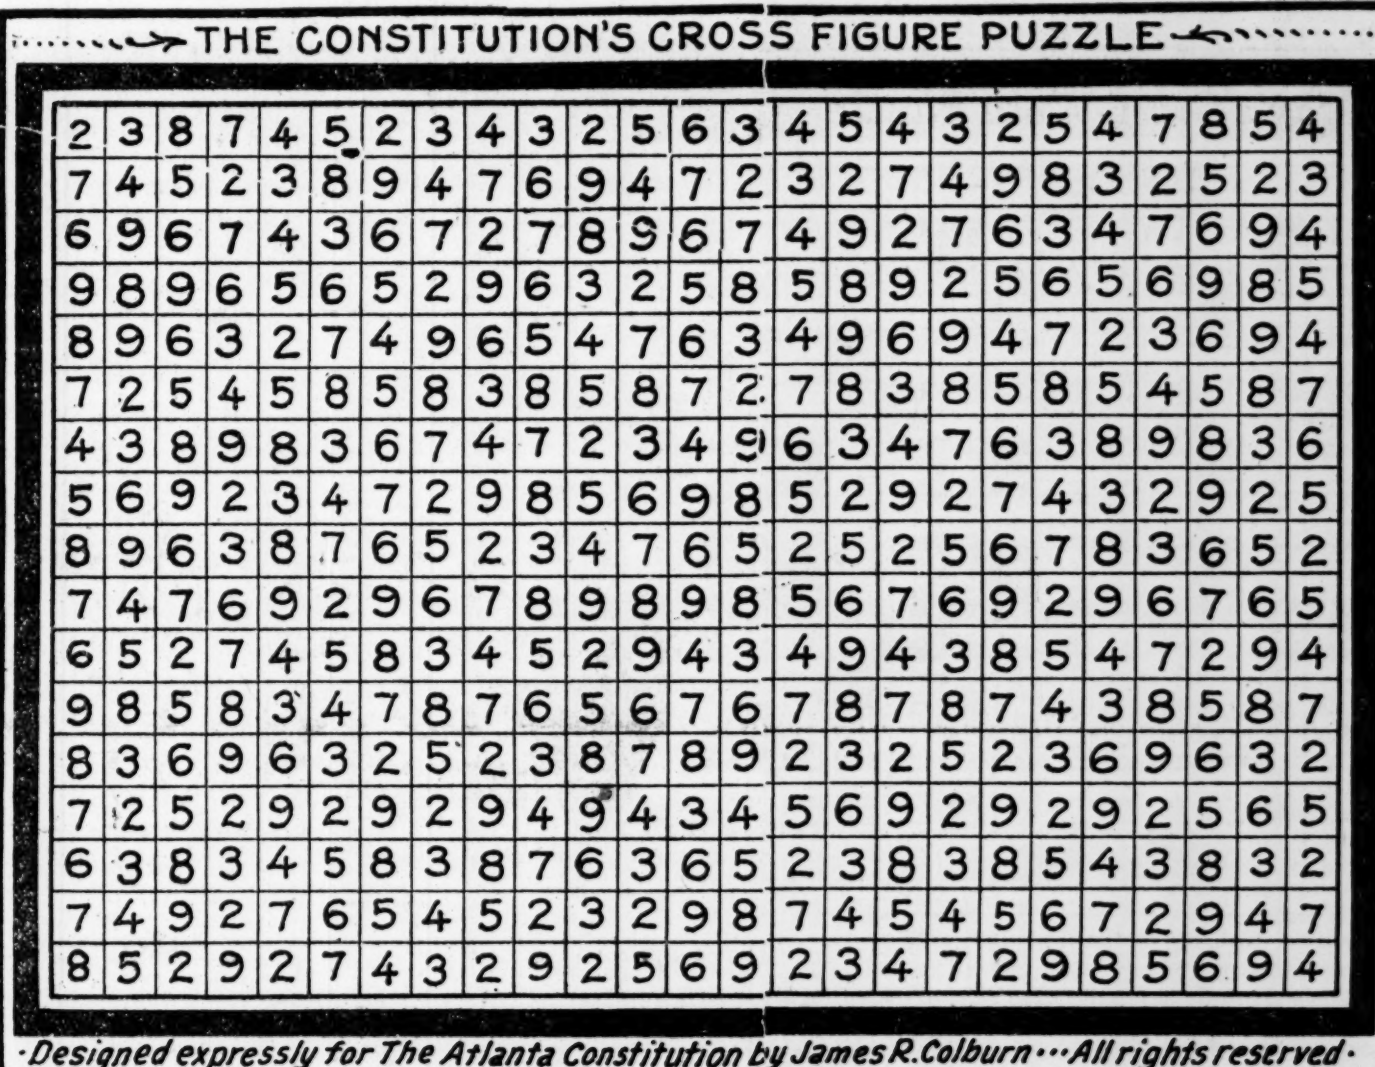 THE CONSTITUTION'S CROSS FIGURE PUZZLE
2 3 8 7 4 5 2 3 4 3 2 5 6 3 4 5 4 3 2 5 4 7 8 5 4
7 4 5 2 3 8 9 4 7 6 9 4 7 2 3 2 7 4 9 8 3 2 5 2 3
6 9 6 7 4 3 6 7 2 7 8 9 6 7 4 9 2 7 6 3 4 7 6 9 4
9 8 9 6 5 6 5 2 9 6 3 2 5 8 5 8 9 2 5 6 5 6 9 8 5
8 9 6 3 2 7 4 9 6 5 4 7 6 3 4 9 6 9 4 7 2 3 6 9 4
7 2 5 4 5 8 5 8 3 8 5 8 7 2 7 8 3 8 5 8 5 4 5 8 7
4 3 8 9 8 3 6 7 4 7 2 3 4 9 6 3 4 7 6 3 8 9 8 3 6
5 6 9 2 3 4 7 2 9 8 5 6 9 8 5 2 9 2 7 4 3 2 9 2 5
8 9 6 3 8 7 6 5 2 3 4 7 6 5 2 5 2 5 6 7 8 3 6 5 2
7 4 7 6 9 2 9 6 7 8 9 8 9 8 5 6 7 6 9 2 9 6 7 6 5
6 5 2 7 4 5 8 3 4 5 2 9 4 3 4 9 4 3 8 5 4 7 2 9 4
9 8 5 8 3 4 7 8 7 6 5 6 7 6 7 8 7 8 7 4 3 8 5 8 7
8 3 6 9 6 3 2 5 2 3 8 7 8 9 2 3 2 5 2 3 6 9 6 3 2
7 2 5 2 9 2 9 2 9 4 9 4 3 4 5 6 9 2 9 2 9 2 5 6 5
6 3 8 3 4 5 8 3 8 7 6 3 6 5 2 3 8 3 8 5 4 3 8 3 2
7 4 9 2 7 6 5 4 5 2 3 2 9 8 7 4 5 4 5 6 7 2 9 4 7
8 5 2 9 2 7 4 3 2 9 2 5 6 9 2 3 4 7 2 9 8 5 6 9 4
·Designed expressly for The Atlanta Constitution by James R. Colburn···All rights reserved·